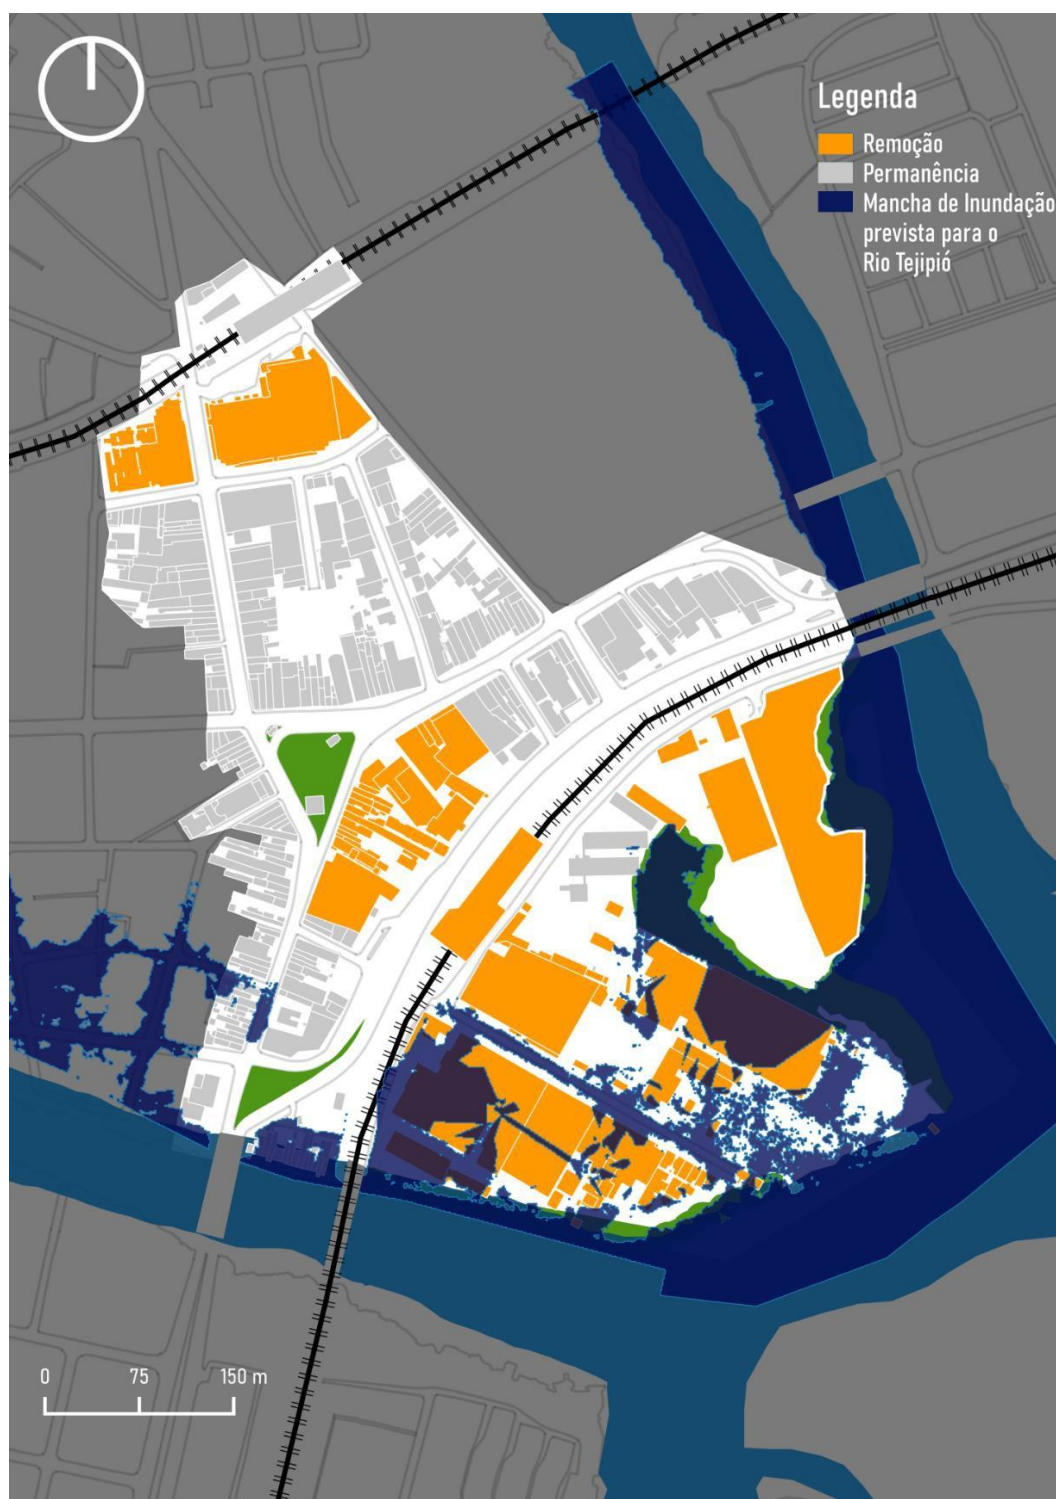 Legenda
Remoção
Permanência
Mancha de Inundação
prevista para o
Rio Tejipió
0 75 150 m